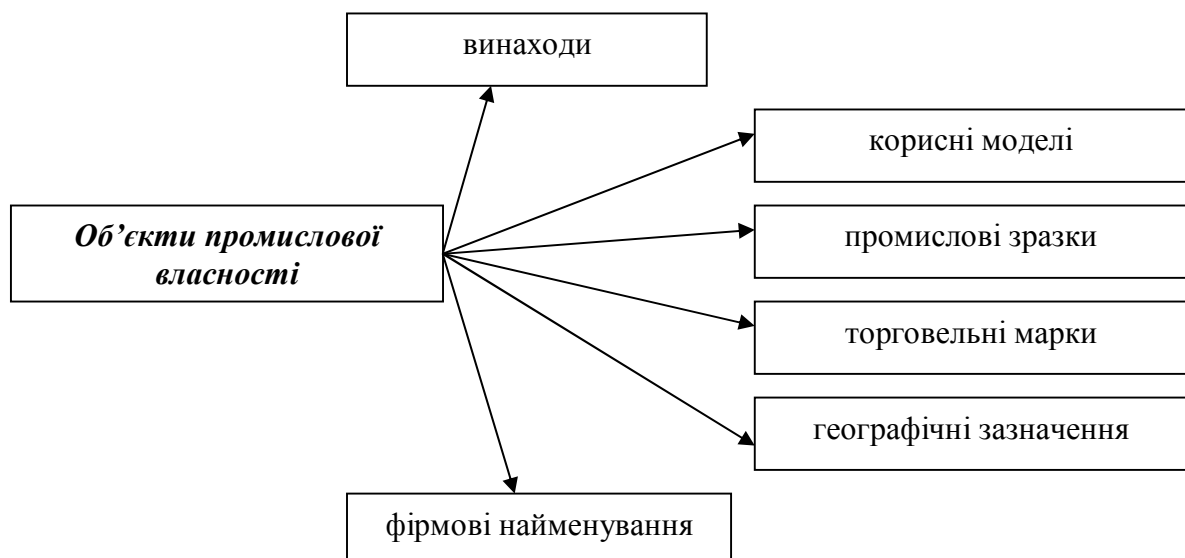 винаходи
корисні моделі
Об’єкти промислової
власності
промислові зразки
торговельні марки
географічні зазначення
фірмові найменування